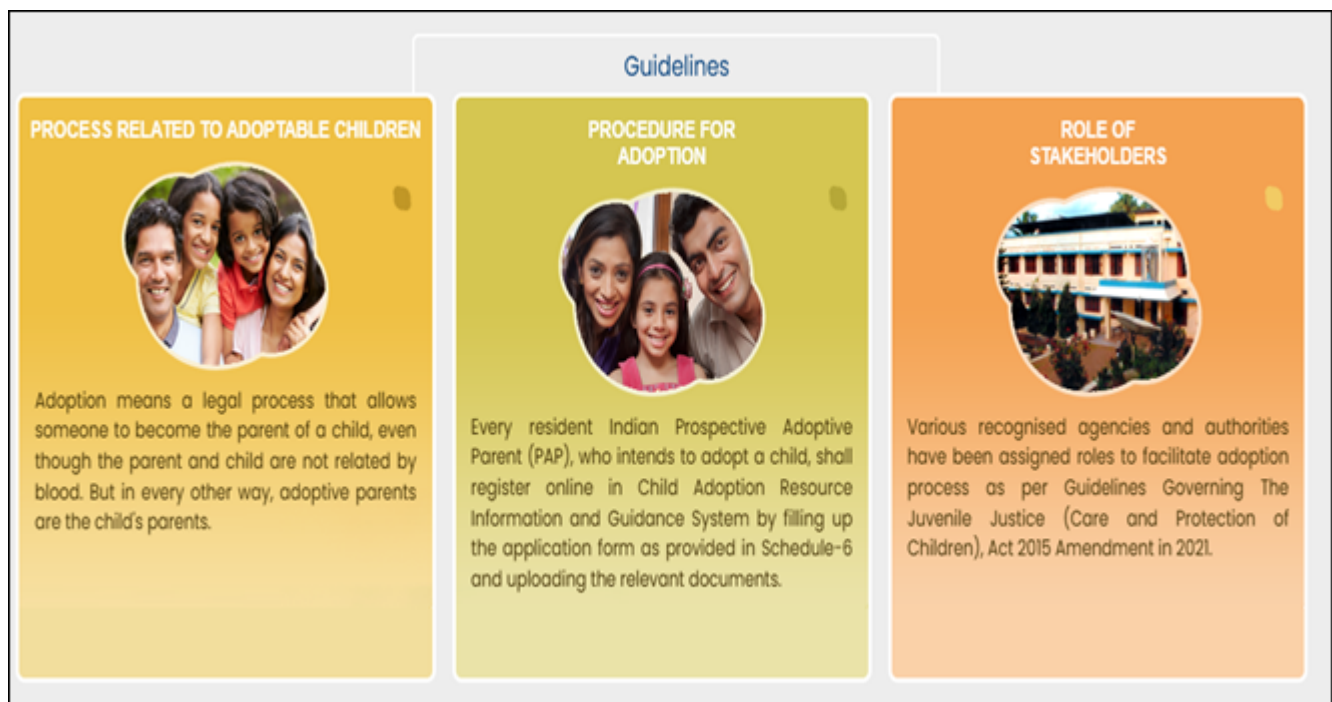 Guidelines
PROCESS RELATED TO ADOPTABLE CHILDREN
Adoption means a legal process that allows
someone to become the parent of a child, even
though the parent and child are not related by
blood. But in every other way, adoptive parents
are the child's parents.
PROCEDURE FOR
ADOPTION
Every resident Indian Prospective Adoptive
Parent (PAP), who intends to adopt a child, shall
register online in Child Adoption Resource
Information and Guidance System by filling up
the application form as provided in Schedule-6
and uploading the relevant documents.
ROLE OF
STAKEHOLDERS
Various recognised agencies and authorities
have been assigned roles to facilitate adoption
process as per Guidelines Governing The
Juvenile Justice (Care and Protection of
Children), Act 2015 Amendment in 2021.